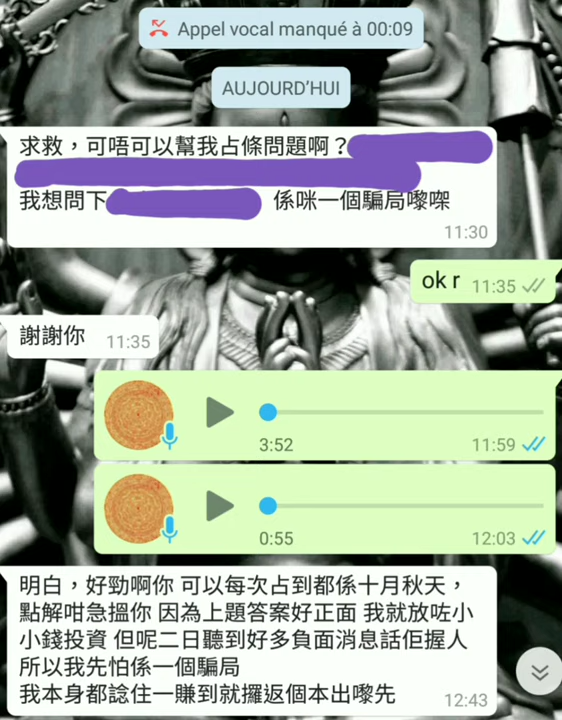 Appel vocal manqué à 00:09
AUJOURD'HUI
求救，可唔可以幫我占條問題啊？
我想問下 係咪一個騙局嚟㗎
11:30
ok r 11:35
謝謝你 11:35
3:52 11:59
0:55 12:03
明白，好勁啊你 可以每次占到都係十月秋天，
點解咁急搵你 因為上題答案好正面 我就放咗小
小錢投資 但呢二日聽到好多負面消息話佢握人
所以我先怕係一個騙局
我本身都諗住一賺到就攞返個本出嚟先 12:43